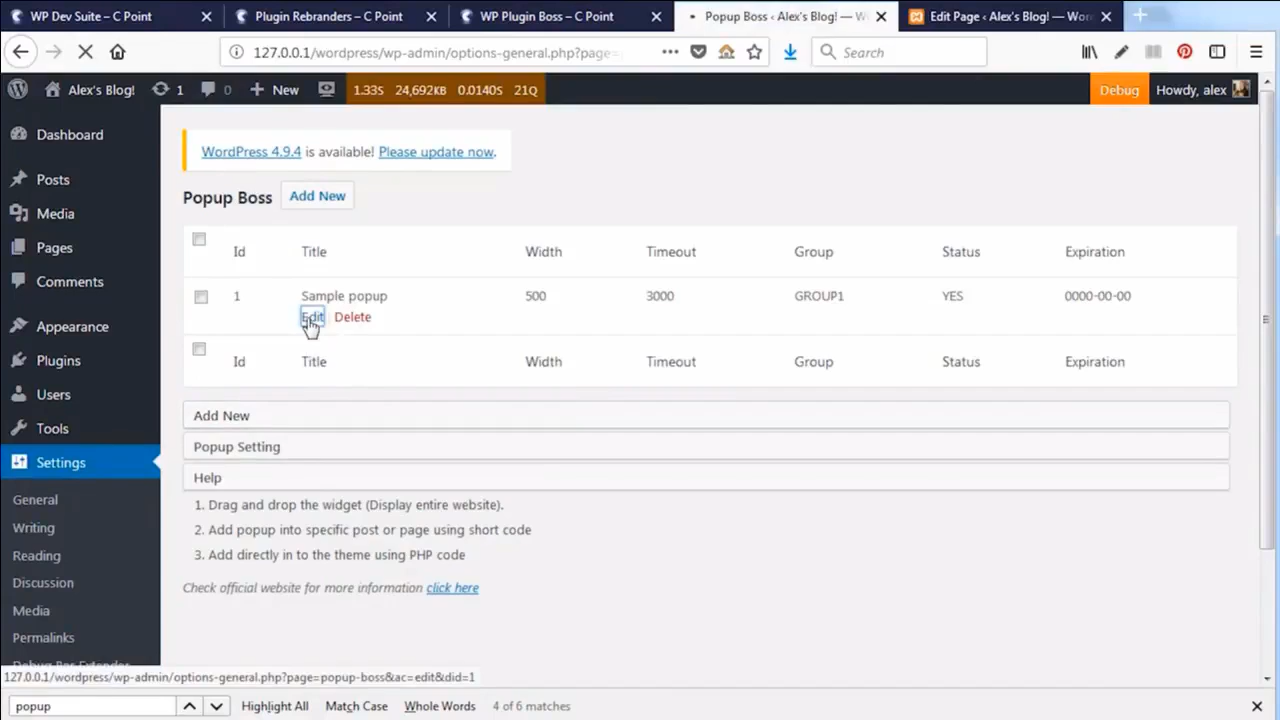 WP Dev Suite – C Point
Plugin Rebranders – C Point
WP Plugin Boss – C Point
Popup Boss ‹ Alex's Blog! — W
Edit Page ‹ Alex's Blog! — Wor
127.0.0.1/wordpress/wp-admin/options-general.php?page=
Search
Alex's Blog!
1
0
New
1.33S 24,692KB 0.0140S 21Q
Debug
Howdy, alex
Dashboard
Posts
Media
Pages
Comments
Appearance
Plugins
Users
Tools
Settings
General
Writing
Reading
Discussion
Media
Permalinks
Debug Bar Extender
WordPress 4.9.4 is available! Please update now.
Popup Boss
Add New
Id Title Width Timeout Group Status Expiration
1 Sample popup 500 3000 GROUP1 YES 0000-00-00
Edit Delete
Id Title Width Timeout Group Status Expiration
Add New
Popup Setting
Help
1. Drag and drop the widget (Display entire website).
2. Add popup into specific post or page using short code
3. Add directly in to the theme using PHP code
Check official website for more information click here
127.0.0.1/wordpress/wp-admin/options-general.php?page=popup-boss&ac=edit&did=1
popup
Highlight All
Match Case
Whole Words
4 of 6 matches